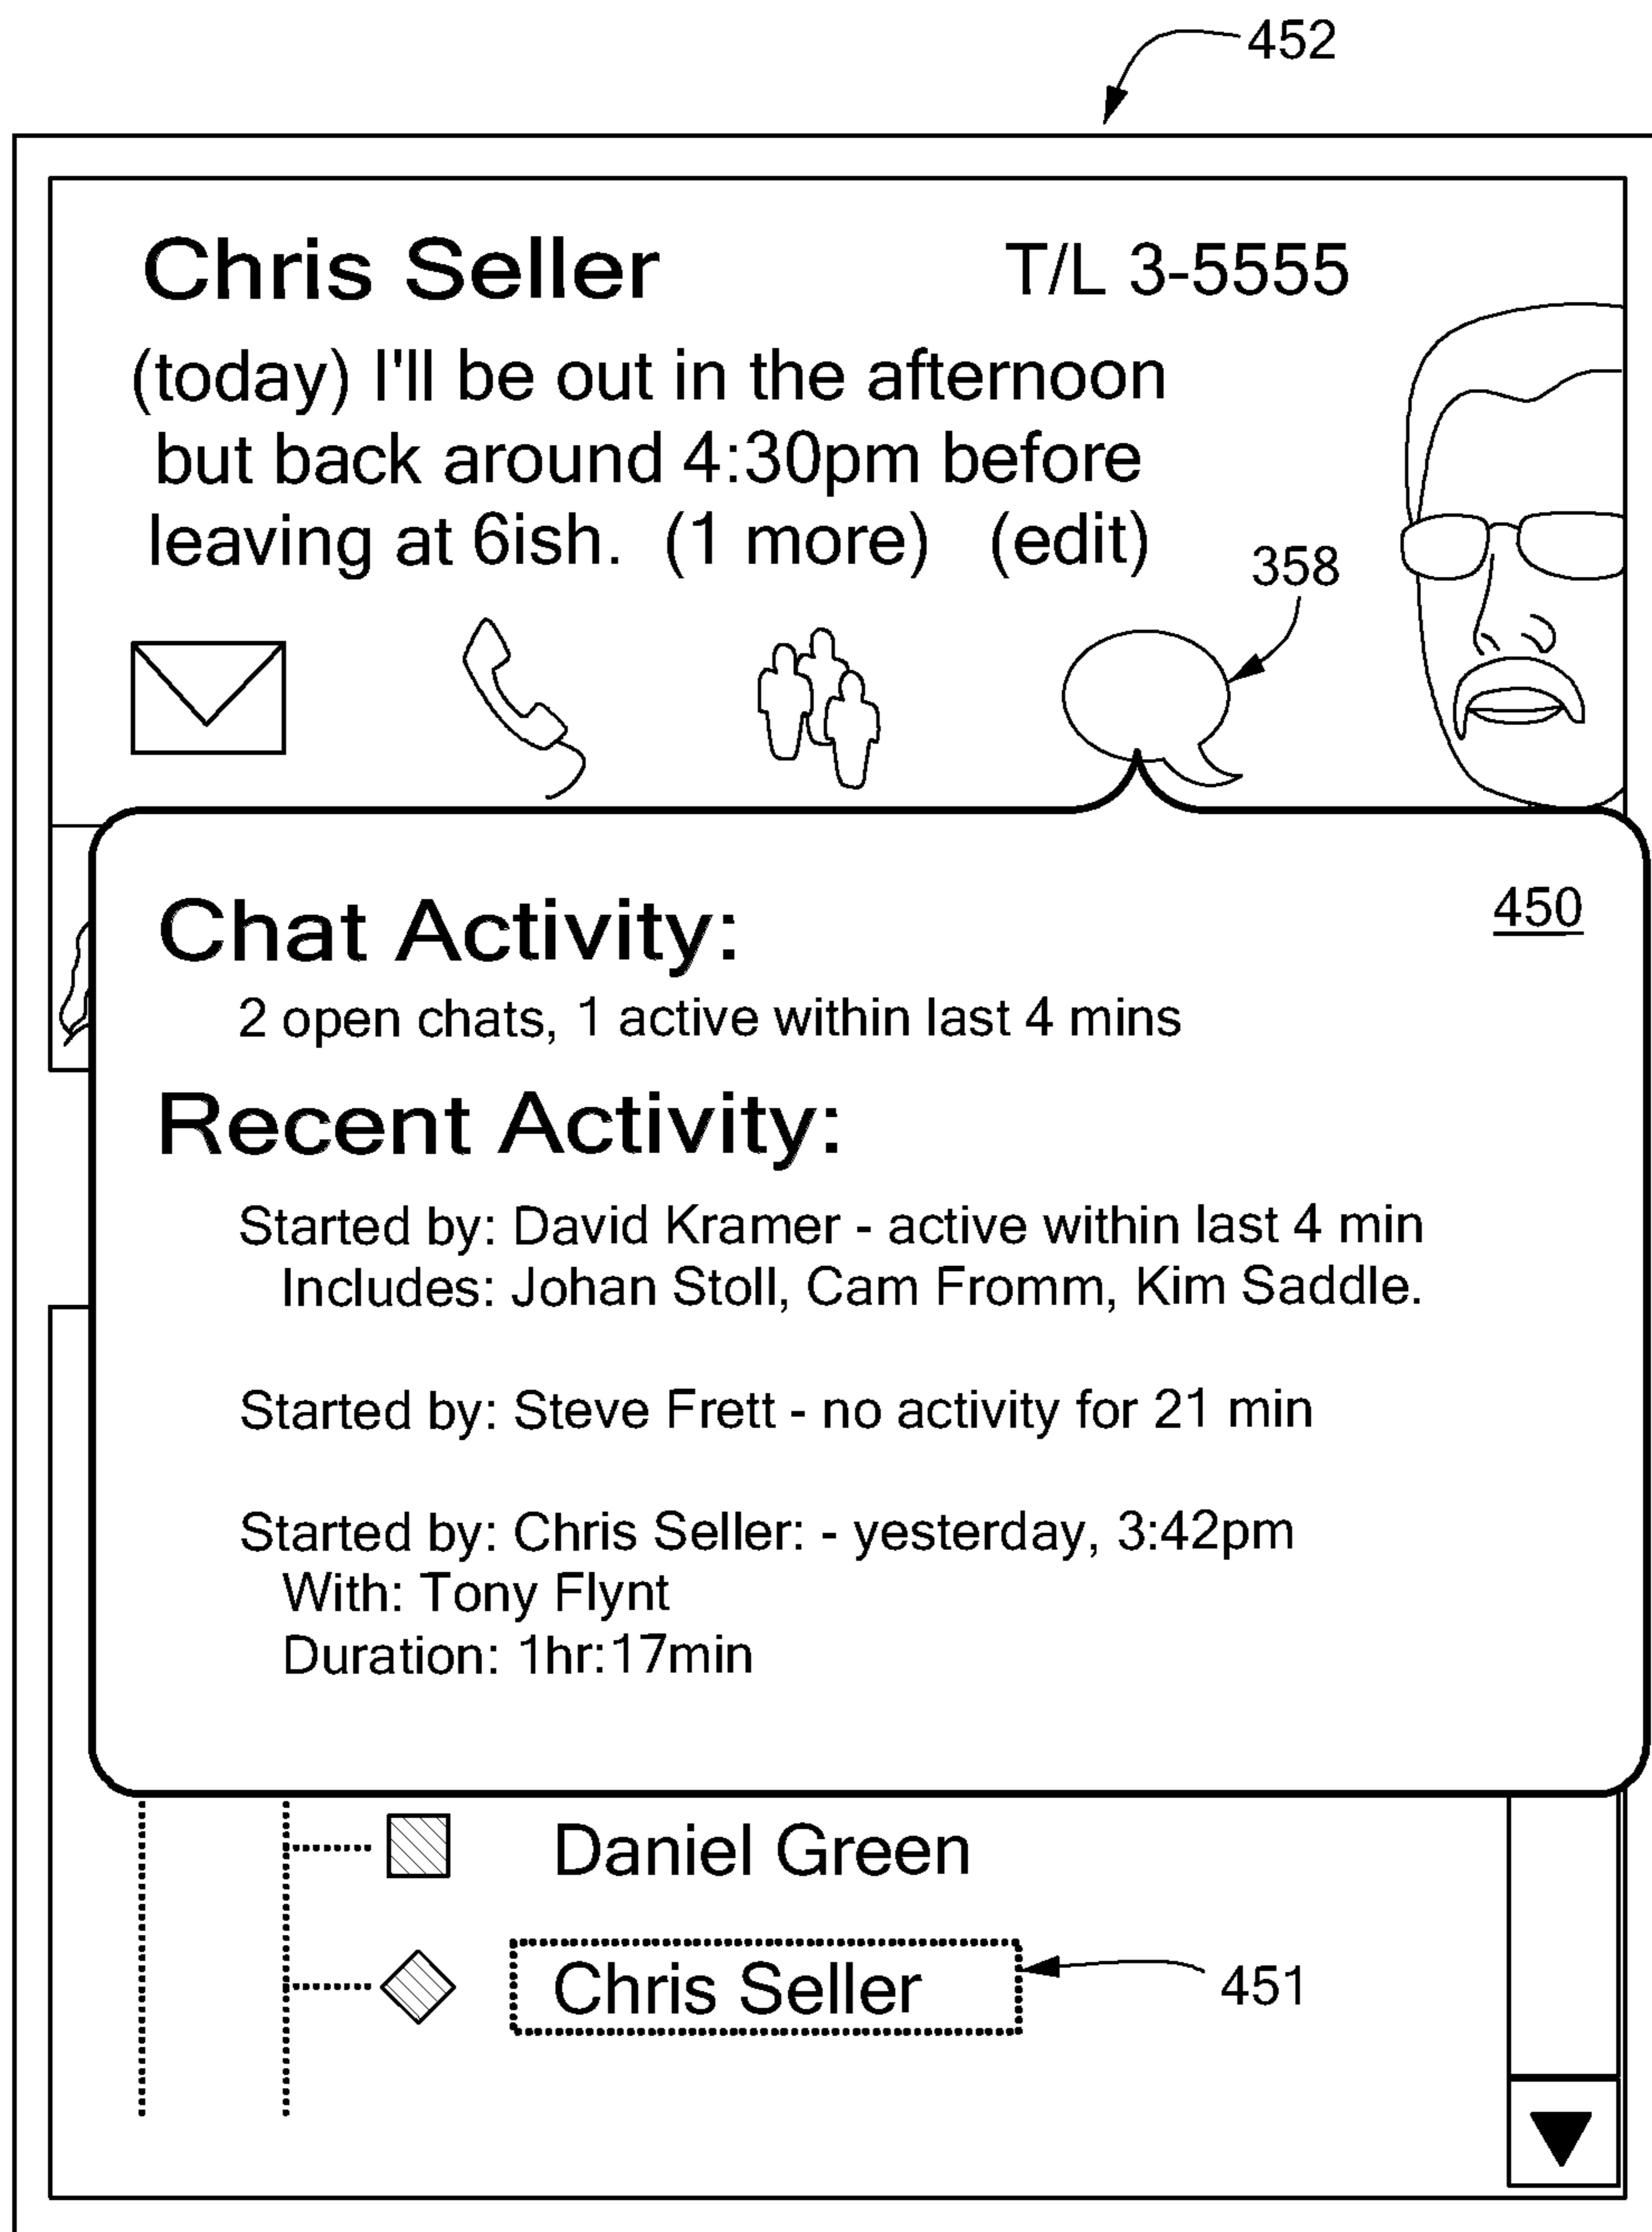 452
Chris Seller T/L 3-5555
(today) I'll be out in the afternoon
but back around 4:30pm before
leaving at 6ish. (1 more) (edit)
358
Chat Activity: 450
2 open chats, 1 active within last 4 mins
Recent Activity:
Started by: David Kramer - active within last 4 min
Includes: Johan Stoll, Cam Fromm, Kim Saddle.
Started by: Steve Frett - no activity for 21 min
Started by: Chris Seller: - yesterday, 3:42pm
With: Tony Flynt
Duration: 1hr:17min
Daniel Green
Chris Seller 451